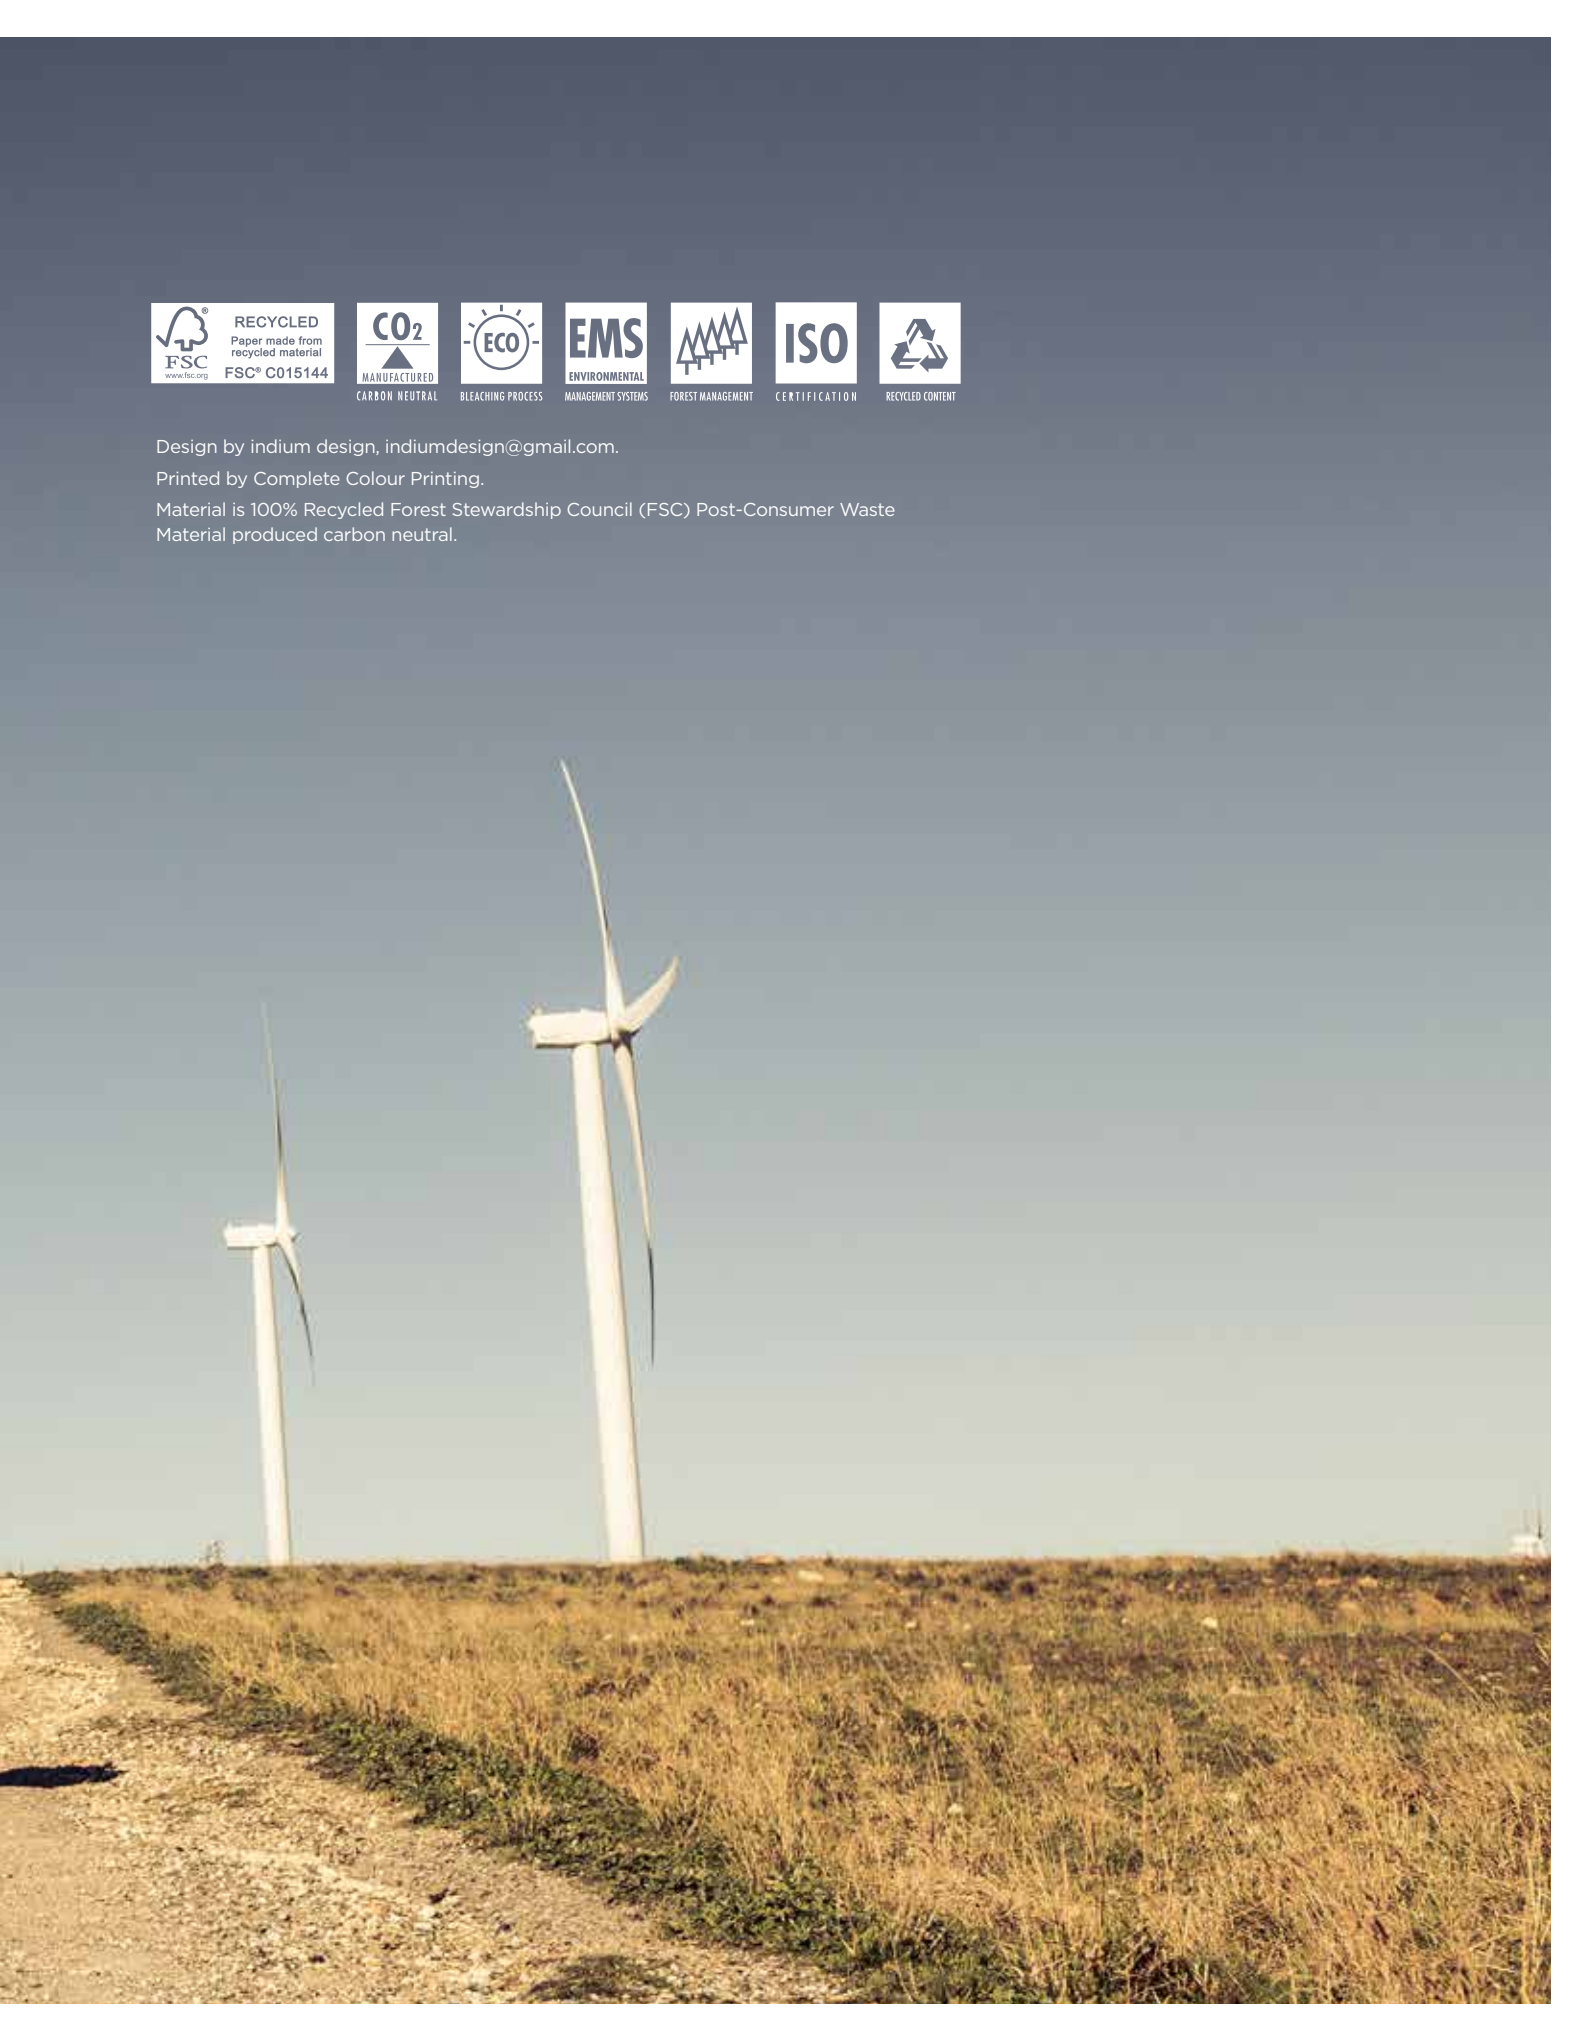 FSC
www.fsc.org
RECYCLED
Paper made from
recycled material
FSC® C015144
CO2
MANUFACTURED
CARBON NEUTRAL
ECO
BLEACHING PROCESS
EMS
ENVIRONMENTAL
MANAGEMENT SYSTEMS
FOREST MANAGEMENT
ISO
CERTIFICATION
RECYCLED CONTENT
Design by indium design, indiumdesign@gmail.com.
Printed by Complete Colour Printing.
Material is 100% Recycled Forest Stewardship Council (FSC) Post-Consumer Waste
Material produced carbon neutral.